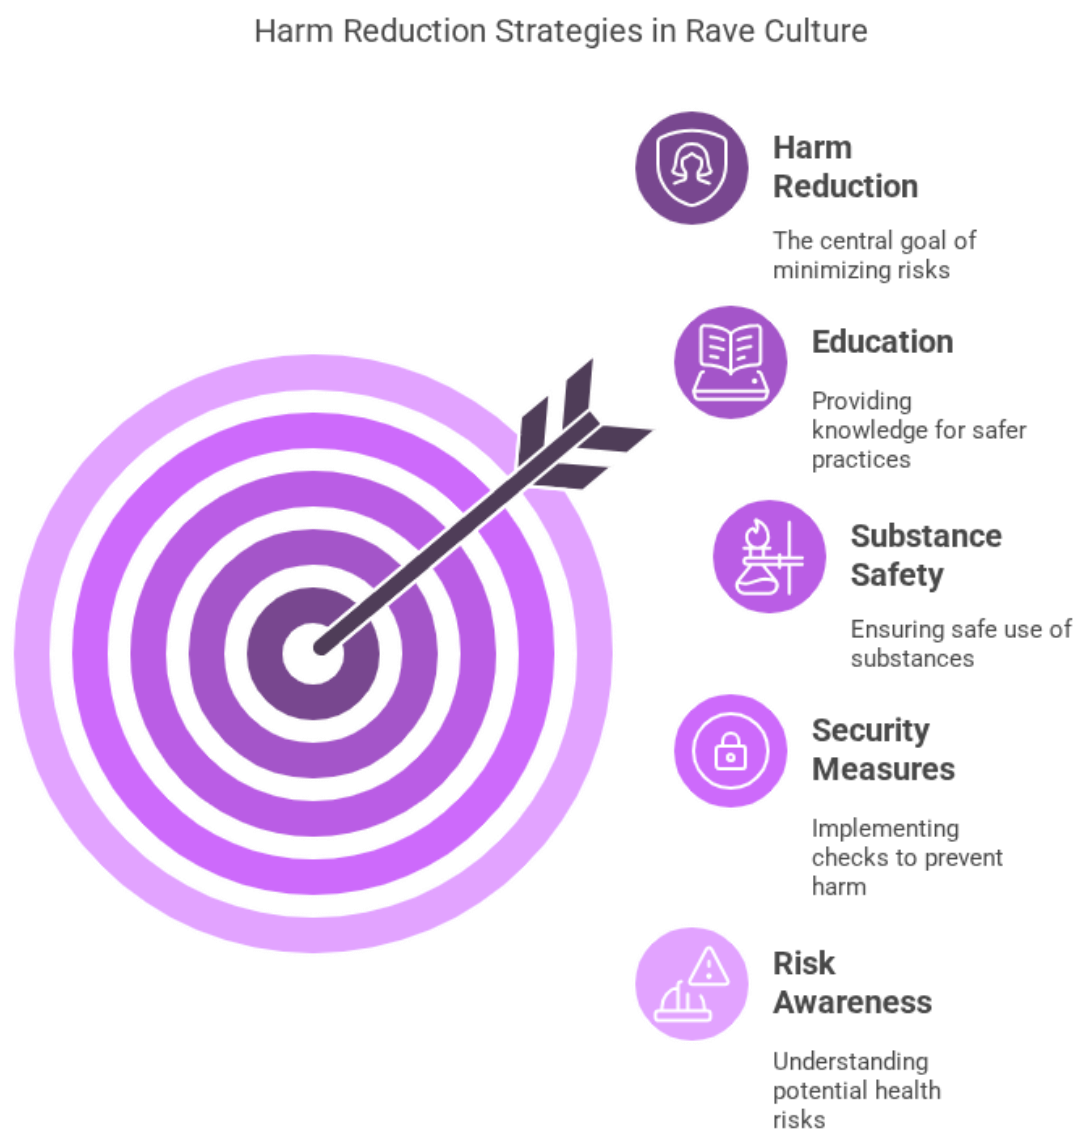 Harm Reduction Strategies in Rave Culture
Harm
Reduction
The central goal of
minimizing risks
Education
Providing
knowledge for safer
practices
Substance
Safety
Ensuring safe use of
substances
Security
Measures
Implementing
checks to prevent
harm
Risk
Awareness
Understanding
potential health
risks